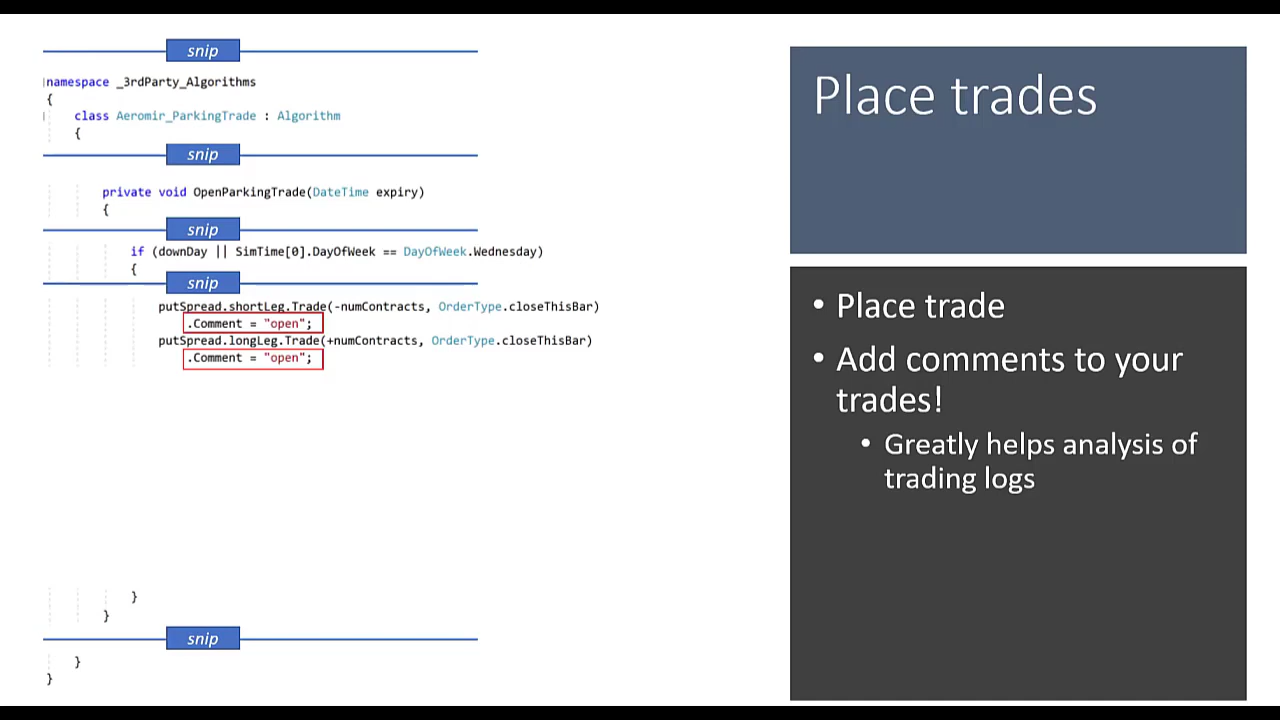 snip
namespace _3rdParty_Algorithms
{
class Aeromir_ParkingTrade : Algorithm
{
snip
private void OpenParkingTrade(DateTime expiry)
{
snip
if (downDay || SimTime[0].DayOfWeek == DayOfWeek.Wednesday)
{
snip
putSpread.shortLeg.Trade(-numContracts, OrderType.closeThisBar)
.Comment = "open";
putSpread.longLeg.Trade(+numContracts, OrderType.closeThisBar)
.Comment = "open";
}
}
snip
}
}
Place trades
• Place trade
• Add comments to your
trades!
• Greatly helps analysis of
trading logs